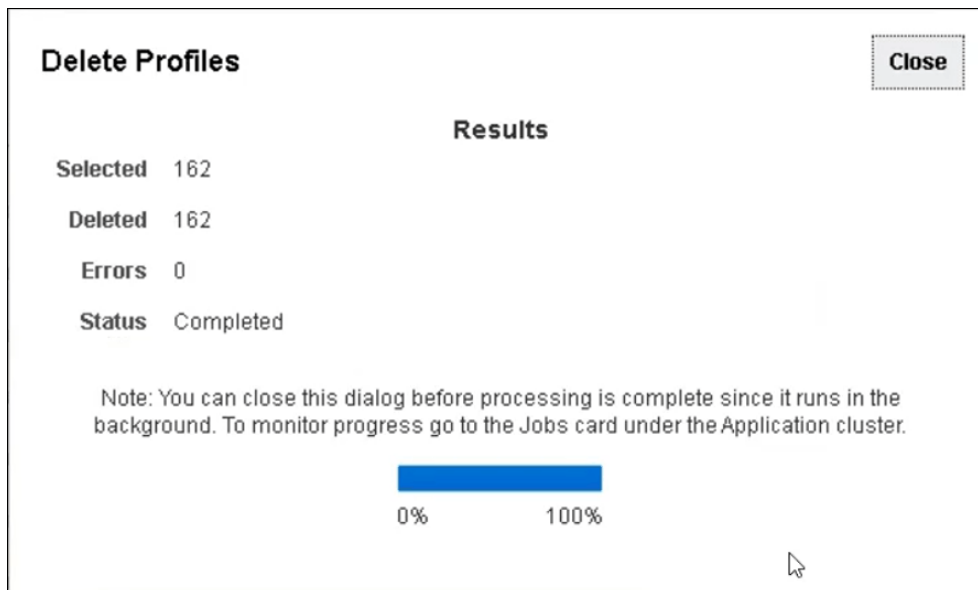 Delete Profiles
Close
Results
Selected 162
Deleted 162
Errors 0
Status Completed
Note: You can close this dialog before processing is complete since it runs in the
background. To monitor progress go to the Jobs card under the Application cluster.
0% 100%